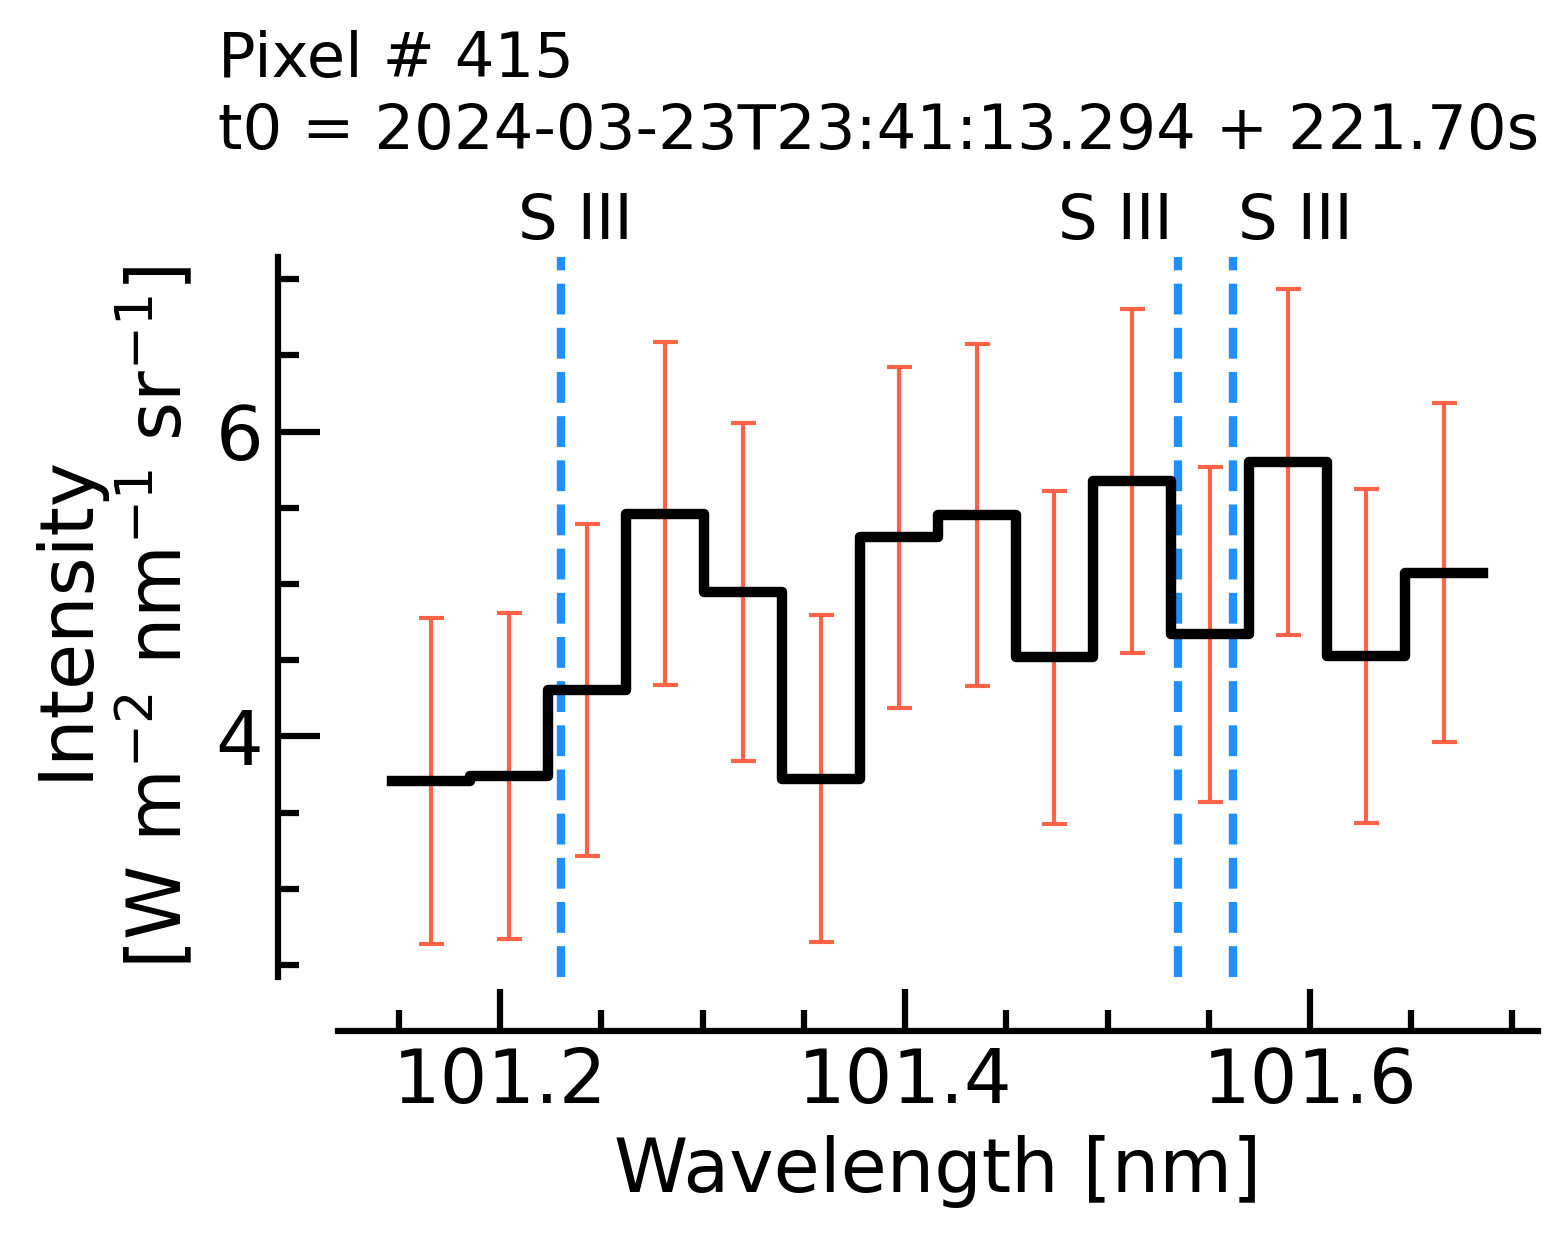 Pixel # 415
t0 = 2024-03-23T23:41:13.294 + 221.70s
S III S III S III
Intensity
[W m⁻² nm⁻¹ sr⁻¹]
6
4
101.2 101.4 101.6
Wavelength [nm]